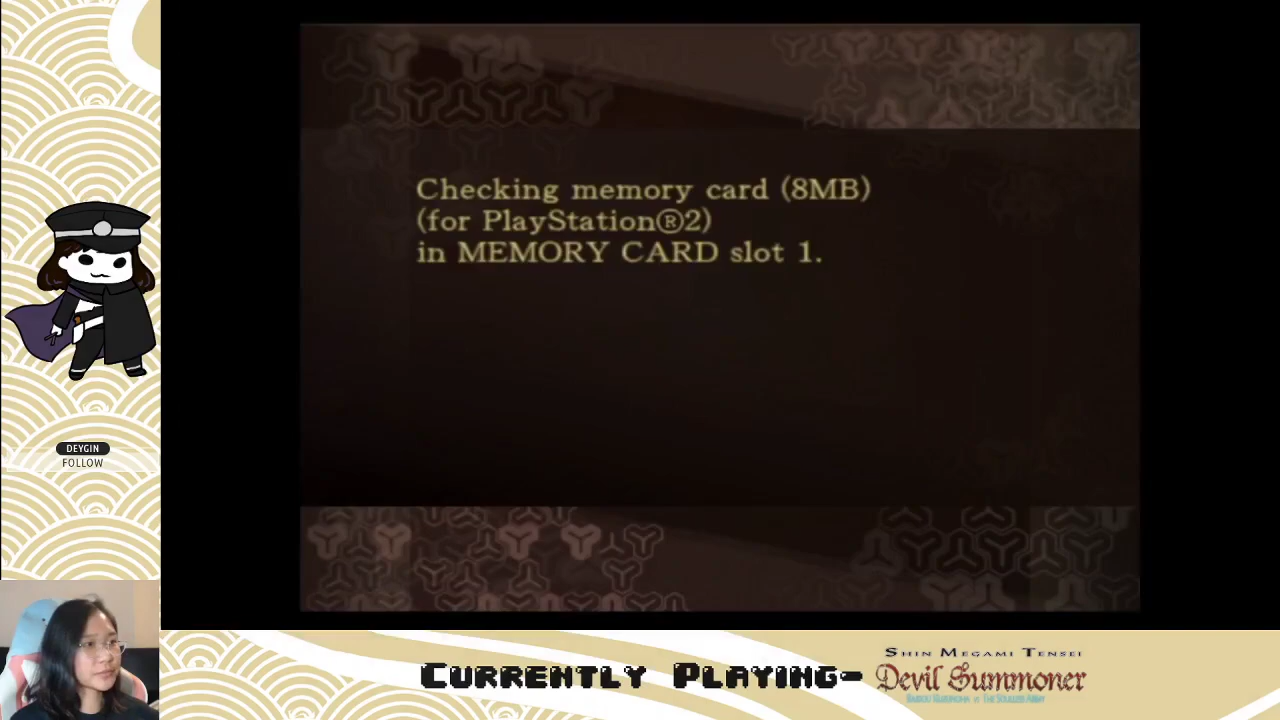 Checking memory card (8MB)
(for PlayStation®2)
in MEMORY CARD slot 1.
DEYGIN
FOLLOW
Currently Playing-
Shin Megami Tensei
Devil Summoner